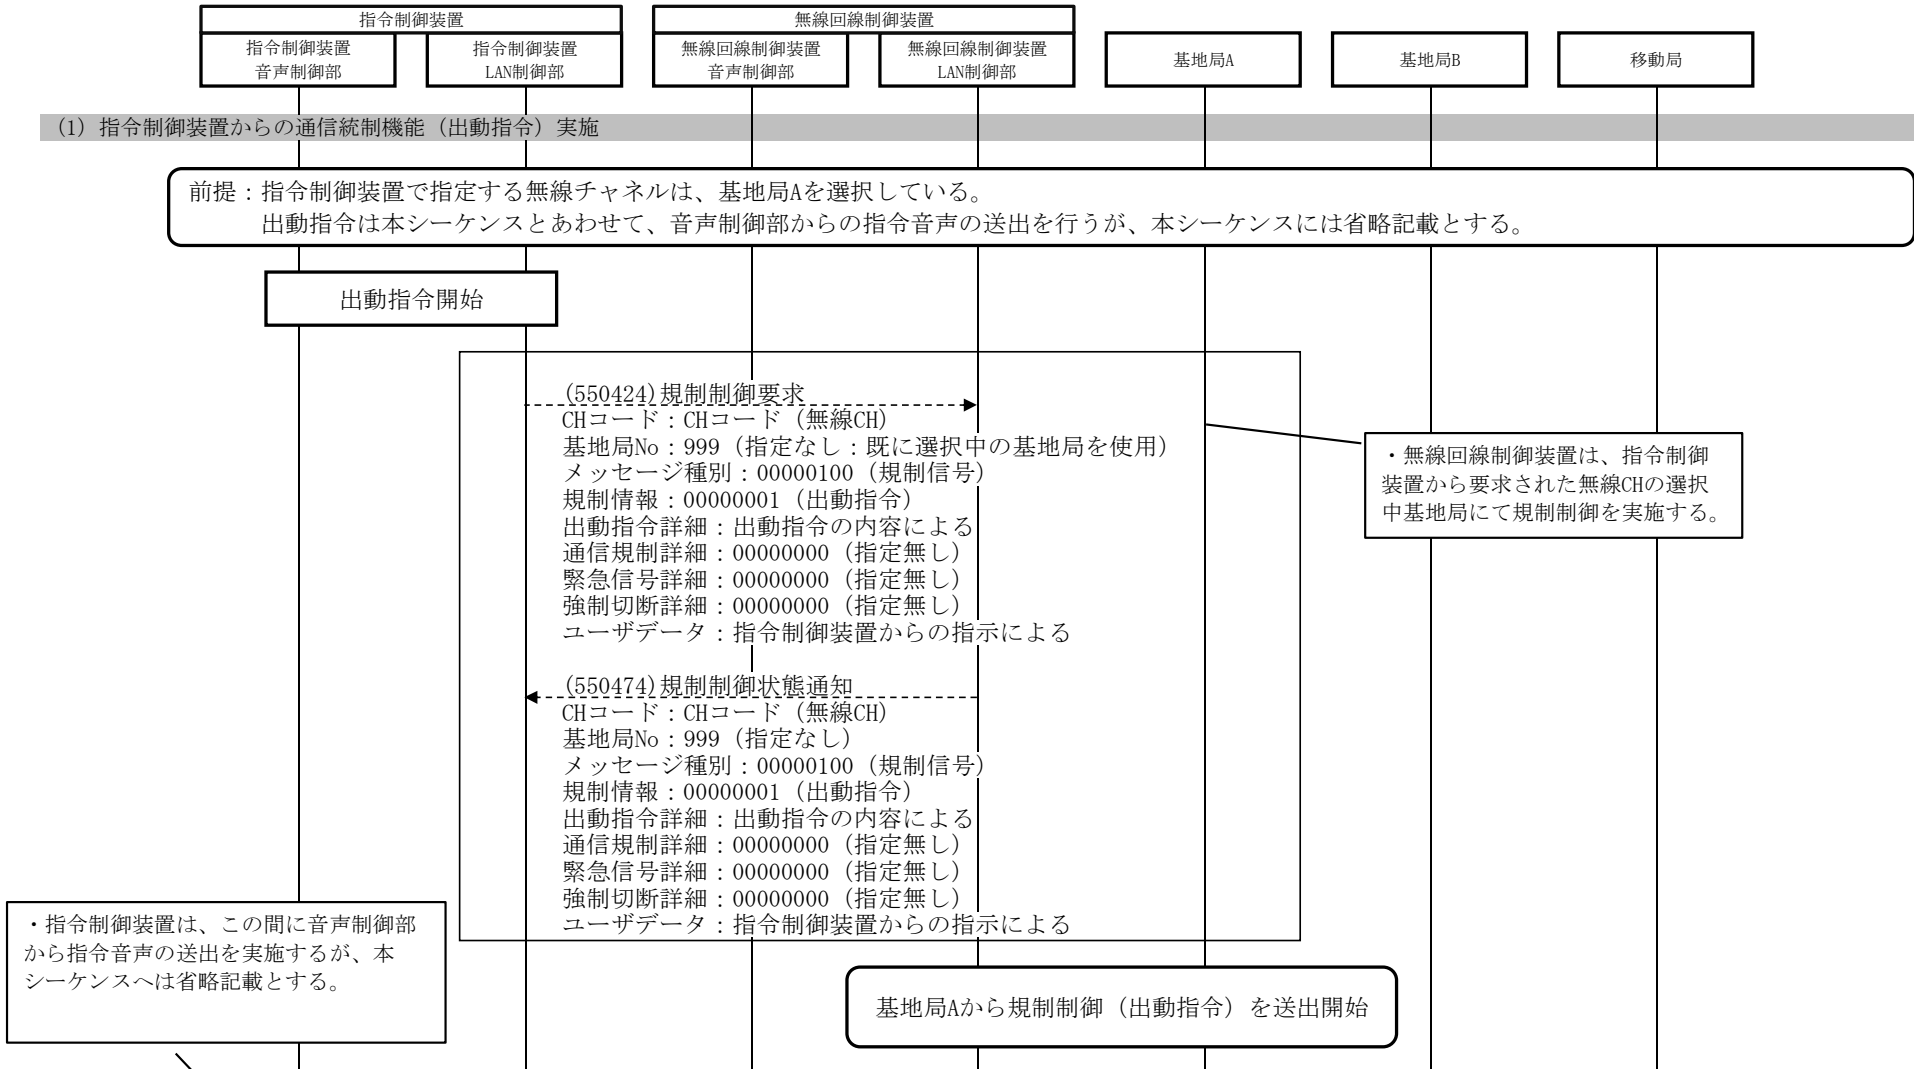 指令制御装置
無線回線制御装置
指令制御装置
音声制御部
指令制御装置
LAN制御部
無線回線制御装置
音声制御部
無線回線制御装置
LAN制御部
基地局A
基地局B
移動局
(1) 指令制御装置からの通信統制機能（出動指令）実施
前提：指令制御装置で指定する無線チャネルは、基地局Aを選択している。
出動指令は本シーケンスとあわせて、音声制御部からの指令音声の送出を行うが、本シーケンスには省略記載とする。
出動指令開始
(550424)規制制御要求
CHコード：CHコード（無線CH）
基地局No：999（指定なし：既に選択中の基地局を使用）
メッセージ種別：00000100（規制信号）
規制情報：00000001（出動指令）
出動指令詳細：出動指令の内容による
通信規制詳細：00000000（指定無し）
緊急信号詳細：00000000（指定無し）
強制切断詳細：00000000（指定無し）
ユーザデータ：指令制御装置からの指示による
・無線回線制御装置は、指令制御
装置から要求された無線CHの選択
中基地局にて規制制御を実施する。
(550474)規制制御状態通知
CHコード：CHコード（無線CH）
基地局No：999（指定なし）
メッセージ種別：00000100（規制信号）
規制情報：00000001（出動指令）
出動指令詳細：出動指令の内容による
通信規制詳細：00000000（指定無し）
緊急信号詳細：00000000（指定無し）
強制切断詳細：00000000（指定無し）
ユーザデータ：指令制御装置からの指示による
・指令制御装置は、この間に音声制御部
から指令音声の送出を実施するが、本
シーケンスへは省略記載とする。
基地局Aから規制制御（出動指令）を送出開始